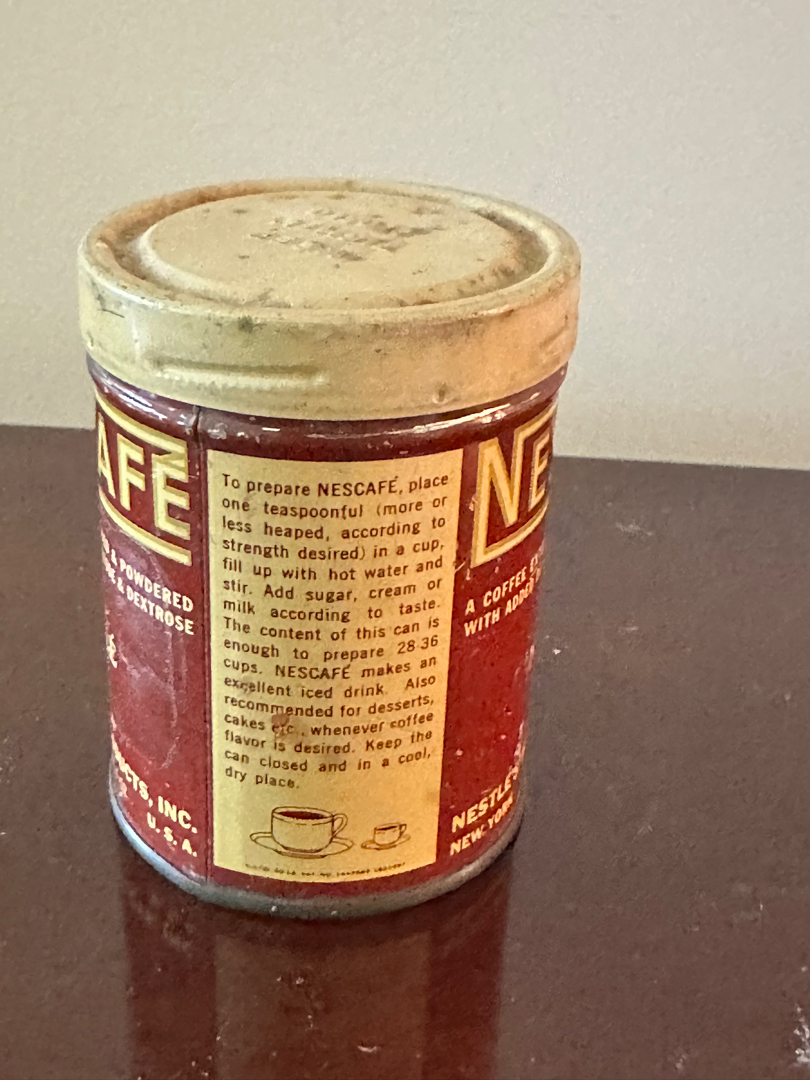 AFÉ
& POWDERED
& DEXTROSE
To prepare NESCAFÉ, place
one teaspoonful (more or
less heaped, according to
strength desired) in a cup,
fill up with hot water and
stir. Add sugar, cream or
milk according to taste.
The content of this can is
enough to prepare 28-36
cups. NESCAFÉ makes an
excellent iced drink. Also
recommended for desserts,
cakes etc., whenever coffee
flavor is desired. Keep the
can closed and in a cool,
dry place.
NE
A COFFEE
WITH ADDED
UCTS, INC.
U. S. A.
NESTLE'S
NEW YORK